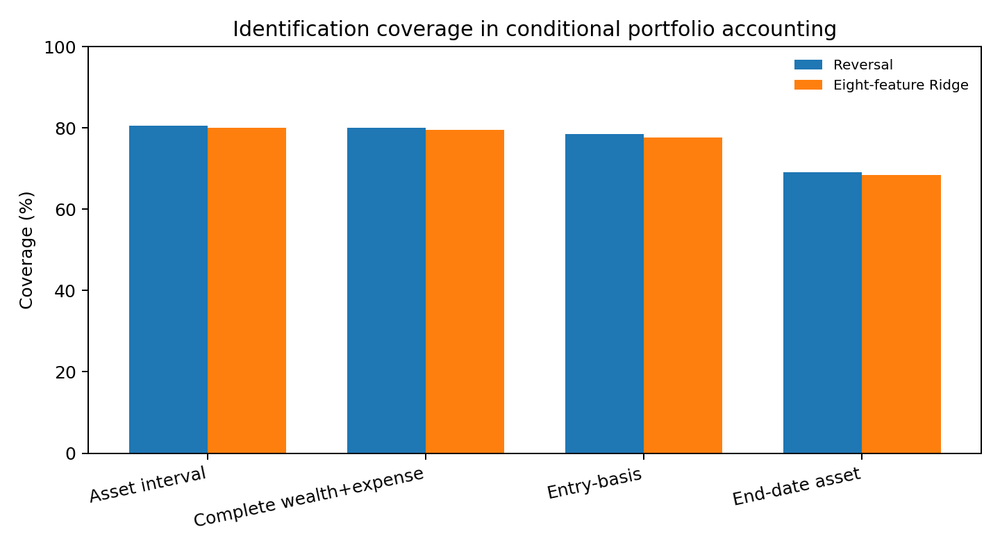 Identification coverage in conditional portfolio accounting
Reversal
Eight-feature Ridge
Coverage (%)
100
80
60
40
20
0
Asset interval
Complete wealth+expense
Entry-basis
End-date asset